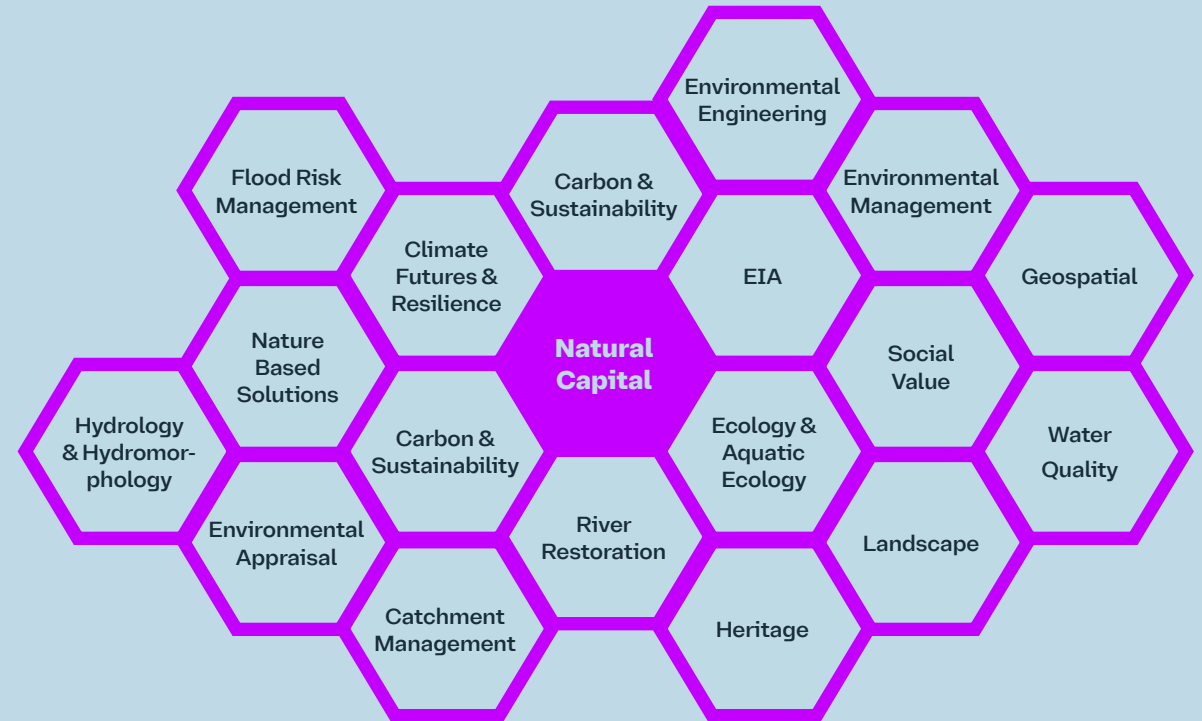 Environmental
Engineering
Flood Risk
Management
Carbon &
Sustainability
Environmental
Management
Climate
Futures &
Resilience
EIA
Geospatial
Nature
Based
Solutions
Natural
Capital
Social
Value
Hydrology
& Hydromor-
phology
Carbon &
Sustainability
Ecology &
Aquatic
Ecology
Water
Quality
Environmental
Appraisal
River
Restoration
Landscape
Catchment
Management
Heritage